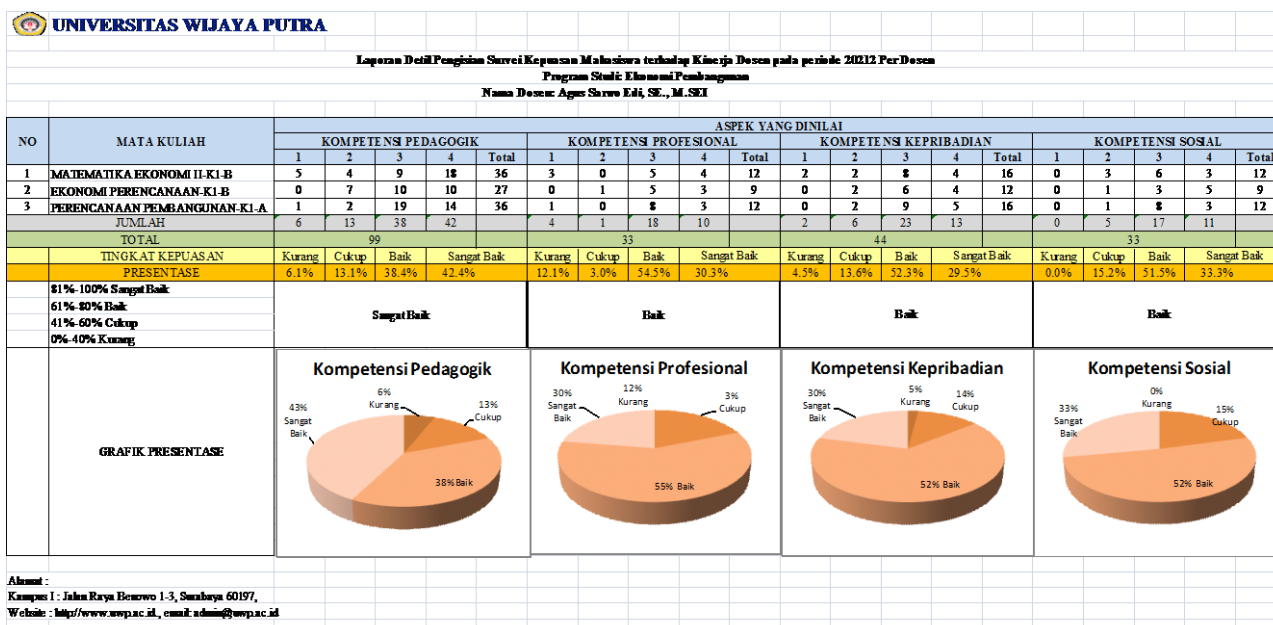 UNIVERSITAS WIJAYA PUTRA
Laporan Detil Pengisian Survei Kepuasan Mahasiswa terhadap Kinerja Dosen pada periode 20212 Per Dosen
Program Studi: Ekonomi Pembangunan
Nama Dosen: Agus Sarwo Edi, SE., M.SEI
NO MATA KULIAH ASPEK YANG DINILAI
KOMPETENSI PEDAGOGIK KOMPETENSI PROFESIONAL KOMPETENSI KEPRIBADIAN KOMPETENSI SOSIAL
1 2 3 4 Total 1 2 3 4 Total 1 2 3 4 Total 1 2 3 4 Total
1 MATEMATIKA EKONOMI II-K1-B 5 4 9 18 36 3 0 5 4 12 2 2 8 4 16 0 3 6 3 12
2 EKONOMI PERENCANAAN-K1-B 0 7 10 10 27 0 1 5 3 9 0 2 6 4 12 0 1 3 5 9
3 PERENCANAAN PEMBANGUNAN-K1-A 1 2 19 14 36 1 0 8 3 12 0 2 9 5 16 0 1 8 3 12
JUMLAH 6 13 38 42 4 1 18 10 2 6 23 13 0 5 17 11
TOTAL 99 33 44 33
TINGKAT KEPUASAN Kurang Cukup Baik Sangat Baik Kurang Cukup Baik Sangat Baik Kurang Cukup Baik Sangat Baik Kurang Cukup Baik Sangat Baik
PRESENTASE 6.1% 13.1% 38.4% 42.4% 12.1% 3.0% 54.5% 30.3% 4.5% 13.6% 52.3% 29.5% 0.0% 15.2% 51.5% 33.3%
81%-100% Sangat Baik
61%-80% Baik
41%-60% Cukup
0%-40% Kurang
Sangat Baik Baik Baik Baik
GRAFIK PRESENTASE
Kompetensi Pedagogik
6%
Kurang
13%
Cukup
43%
Sangat
Baik
38% Baik
Kompetensi Profesional
30%
Sangat
Baik
12%
Kurang
3%
Cukup
55% Baik
Kompetensi Kepribadian
30%
Sangat
Baik
5%
Kurang
14%
Cukup
52% Baik
Kompetensi Sosial
0%
Kurang
33%
Sangat
Baik
15%
Cukup
52% Baik
Alamat :
Kampus I : Jalan Raya Benowo 1-3, Surabaya 60197,
Website : http://www.uwp.ac.id., email: admin@uwp.ac.id